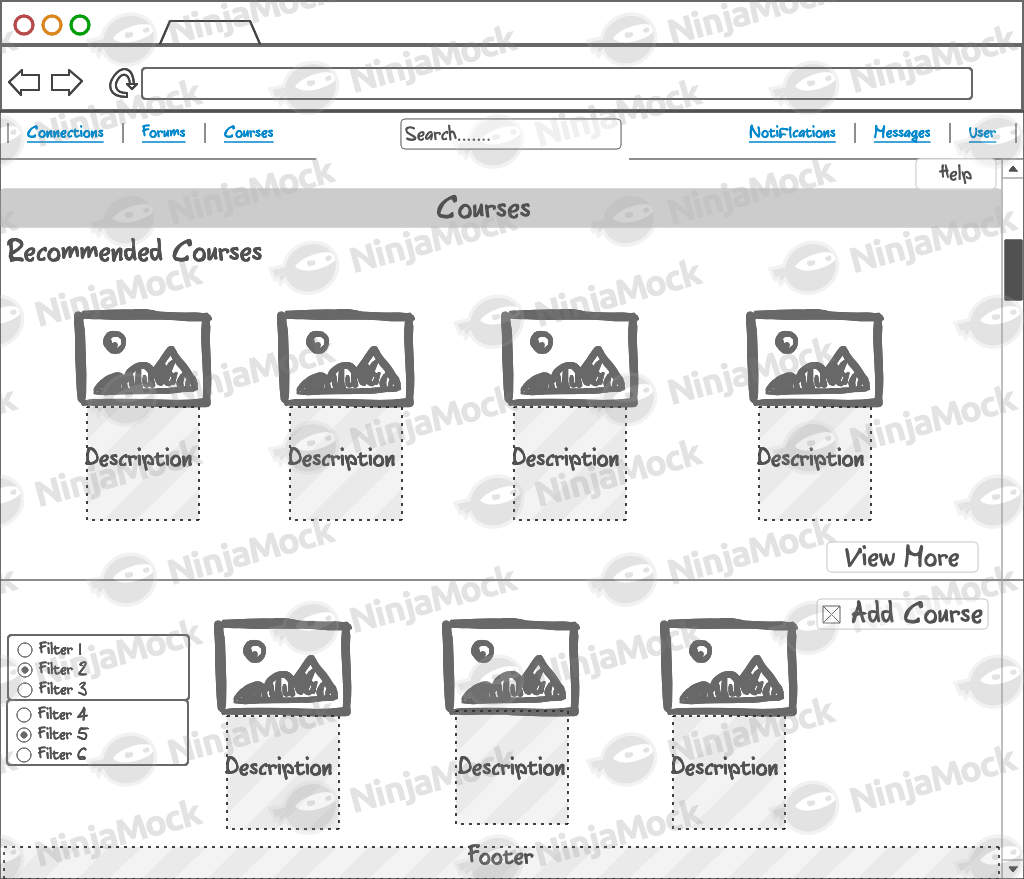 Connections Forums Courses Search....... Notifications Messages User
Help
Courses
Recommended Courses
Description Description Description Description
View More
Add Course
Filter 1
Filter 2
Filter 3
Filter 4
Filter 5
Filter 6
Description Description Description
Footer
NinjaMock